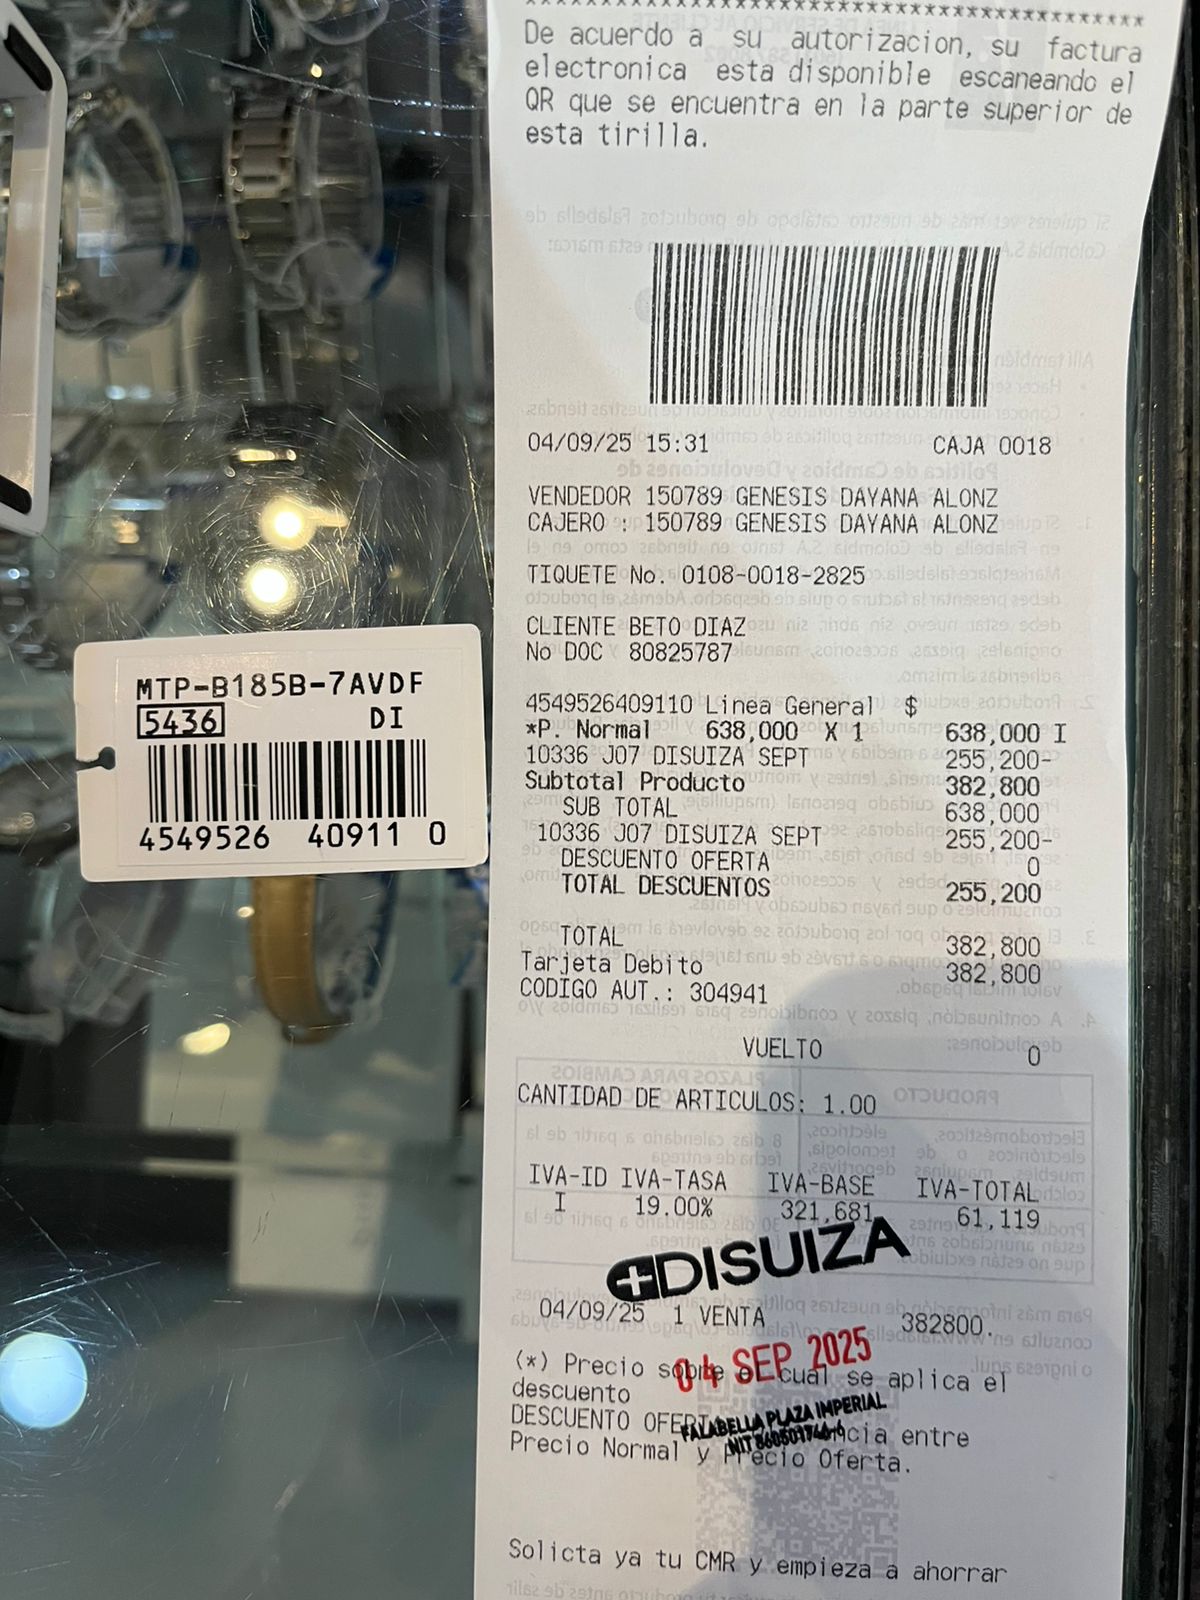 De acuerdo a su autorizacion, su factura
electronica esta disponible escaneando el
QR que se encuentra en la parte superior de
esta tirilla.
04/09/25 15:31 CAJA 0018
VENDEDOR 150789 GENESIS DAYANA ALONZ
CAJERO : 150789 GENESIS DAYANA ALONZ
TIQUETE No. 0108-0018-2825
CLIENTE BETO DIAZ
No DOC 80825787
4549526409110 Linea General $
*P. Normal 638,000 X 1 638,000 I
10336 J07 DISUIZA SEPT 255,200-
Subtotal Producto 382,800
SUB TOTAL 638,000
10336 J07 DISUIZA SEPT 255,200-
DESCUENTO OFERTA 0
TOTAL DESCUENTOS 255,200
TOTAL 382,800
Tarjeta Debito 382,800
CODIGO AUT.: 304941
VUELTO 0
CANTIDAD DE ARTICULOS: 1.00
IVA-ID IVA-TASA IVA-BASE IVA-TOTAL
I 19.00% 321,681 61,119
DISUIZA
04/09/25 1 VENTA 382800.
04 SEP 2025
(*) Precio sobre el cual se aplica el
descuento
FALABELLA PLAZA IMPERIAL
DESCUENTO entre
NIT
Precio Normal y Precio Oferta.
Solicta ya tu CMR y empieza a ahorrar
MTP-B185B-7AVDF
5436 DI
4549526 40911 0